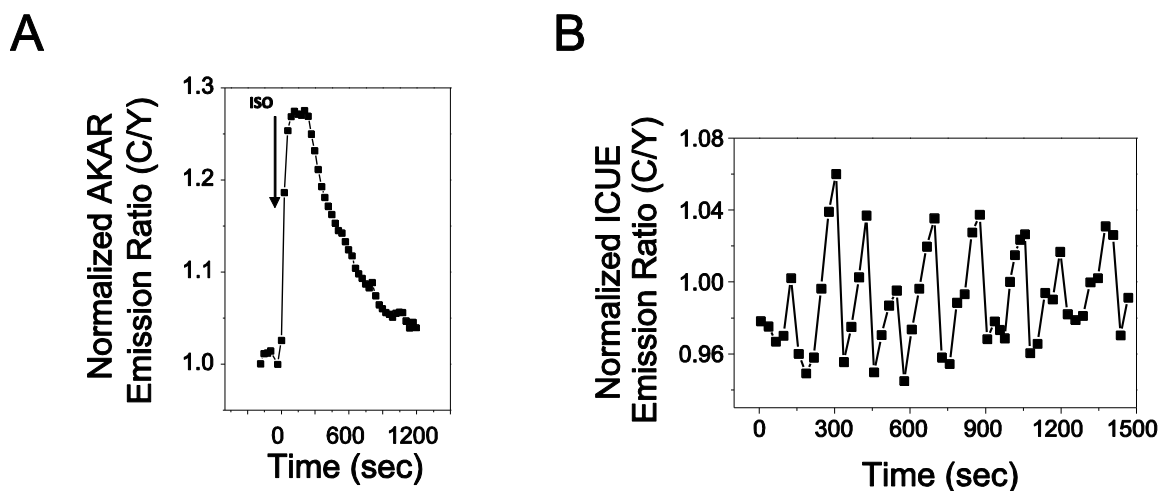 A
B
Normalized AKAR
Emission Ratio (C/Y)
1.3
1.2
1.1
1.0
ISO
0
600
1200
Time (sec)
Normalized ICUE
Emission Ratio (C/Y)
1.08
1.04
1.00
0.96
0
300
600
900
1200
1500
Time (sec)